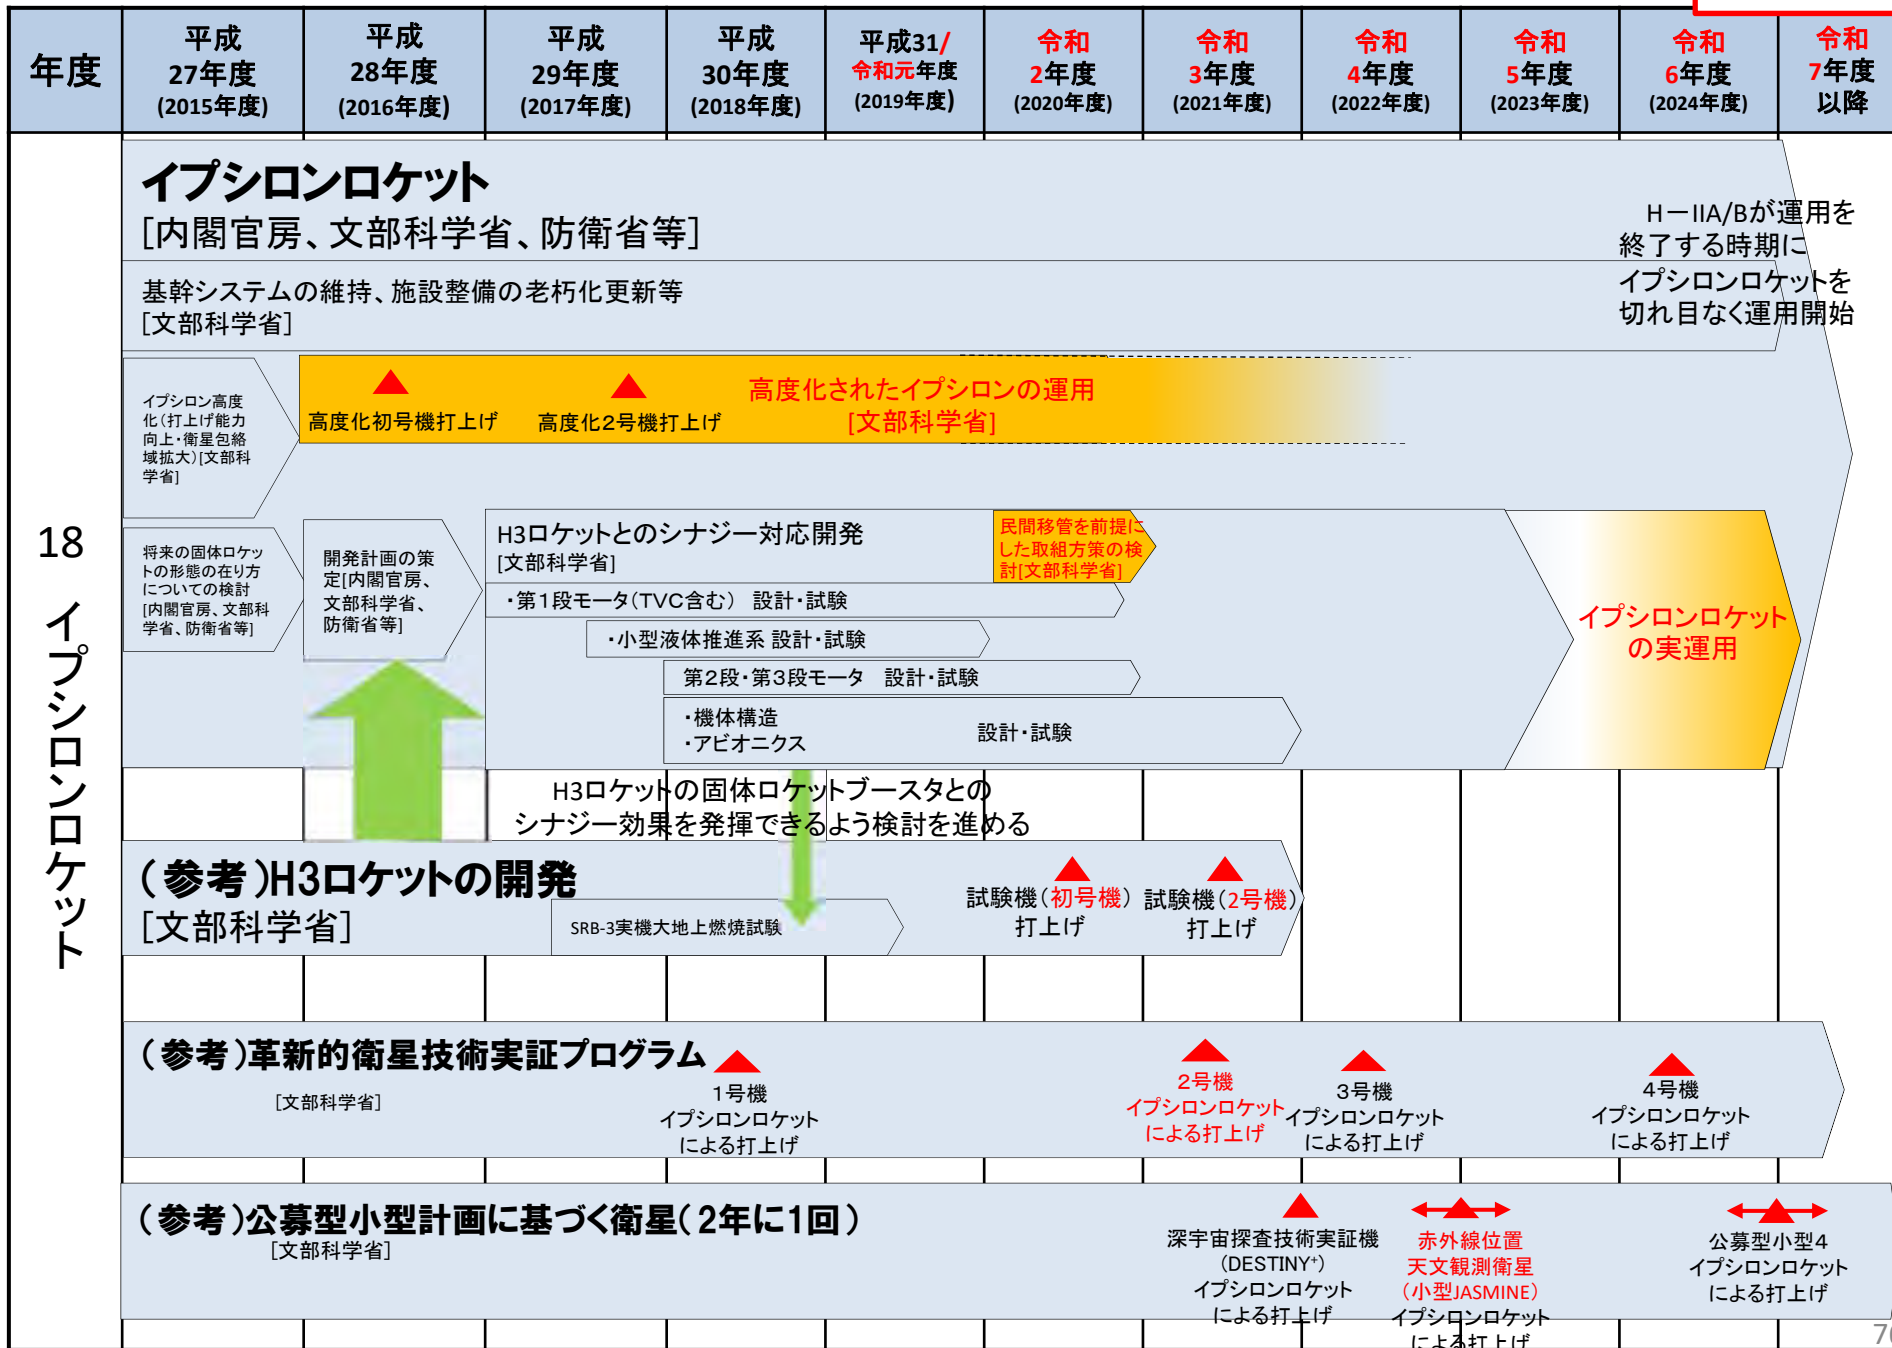 年度
平成
27年度
(2015年度)
平成
28年度
(2016年度)
平成
29年度
(2017年度)
平成
30年度
(2018年度)
平成31/
令和元年度
(2019年度)
令和
2年度
(2020年度)
令和
3年度
(2021年度)
令和
4年度
(2022年度)
令和
5年度
(2023年度)
令和
6年度
(2024年度)
令和
7年度
以降
18 イプシロンロケット
イプシロンロケット
[内閣官房、文部科学省、防衛省等]
H-IIA/Bが運用を
終了する時期に
イプシロンロケットを
切れ目なく運用開始
基幹システムの維持、施設整備の老朽化更新等
[文部科学省]
イプシロン高度
化(打上げ能力
向上・衛星包絡
域拡大)[文部科
学省]
高度化初号機打上げ
高度化2号機打上げ
高度化されたイプシロンの運用
[文部科学省]
将来の固体ロケッ
トの形態の在り方
についての検討
[内閣官房、文部科
学省、防衛省等]
開発計画の策
定[内閣官房、
文部科学省、
防衛省等]
H3ロケットとのシナジー対応開発
[文部科学省]
民間移管を前提に
した取組方策の検
討[文部科学省]
・第1段モータ(TVC含む) 設計・試験
・小型液体推進系 設計・試験
第2段・第3段モータ 設計・試験
・機体構造
・アビオニクス
設計・試験
イプシロンロケット
の実運用
H3ロケットの固体ロケットブースタとの
シナジー効果を発揮できるよう検討を進める
(参考)H3ロケットの開発
[文部科学省]
SRB-3実機大地上燃焼試験
試験機(初号機)
打上げ
試験機(2号機)
打上げ
(参考)革新的衛星技術実証プログラム
[文部科学省]
1号機
イプシロンロケット
による打上げ
2号機
イプシロンロケット
による打上げ
3号機
イプシロンロケット
による打上げ
4号機
イプシロンロケット
による打上げ
(参考)公募型小型計画に基づく衛星(2年に1回)
[文部科学省]
深宇宙探査技術実証機
(DESTINY⁺)
イプシロンロケット
による打上げ
赤外線位置
天文観測衛星
(小型JASMINE)
イプシロンロケット
による打上げ
公募型小型4
イプシロンロケット
による打上げ